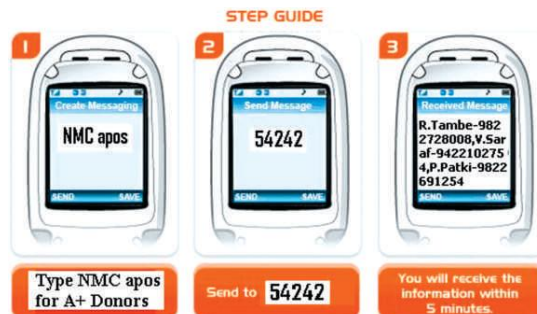 STEP GUIDE
1
Create Messaging
NMC apos
SEND SAVE
Type NMC apos
for A+ Donors
2
Send Message
54242
SEND SAVE
Send to 54242
3
Received Message
R.Tambe-982
2728008,V.Sar
af-942210275
4,P.Patki-9822
691254
SEND SAVE
You will receive the
information within
5 minutes.